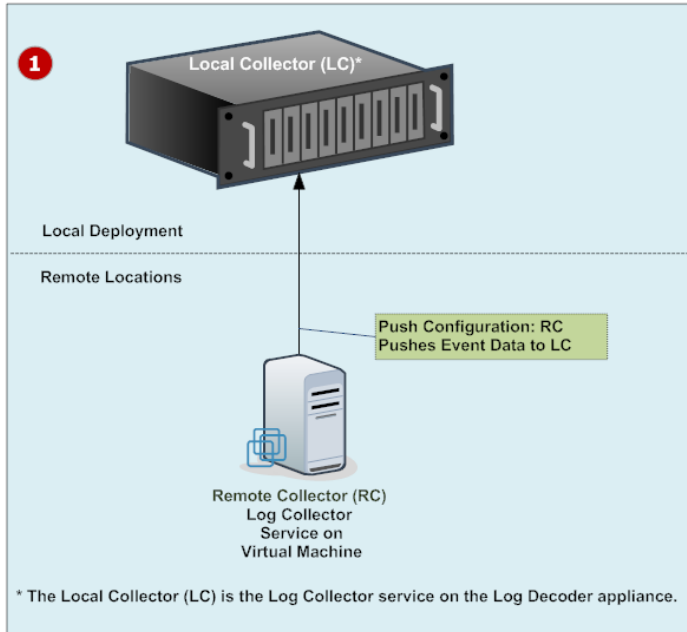 1
Local Collector (LC)*
Local Deployment
Remote Locations
Push Configuration: RC
Pushes Event Data to LC
Remote Collector (RC)
Log Collector
Service on
Virtual Machine
* The Local Collector (LC) is the Log Collector service on the Log Decoder appliance.